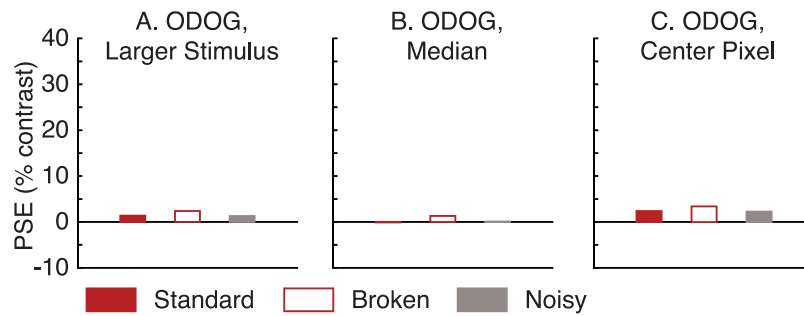 A. ODOG,
Larger Stimulus
B. ODOG,
Median
C. ODOG,
Center Pixel
PSE (% contrast)
40
30
20
10
0
-10
Standard
Broken
Noisy